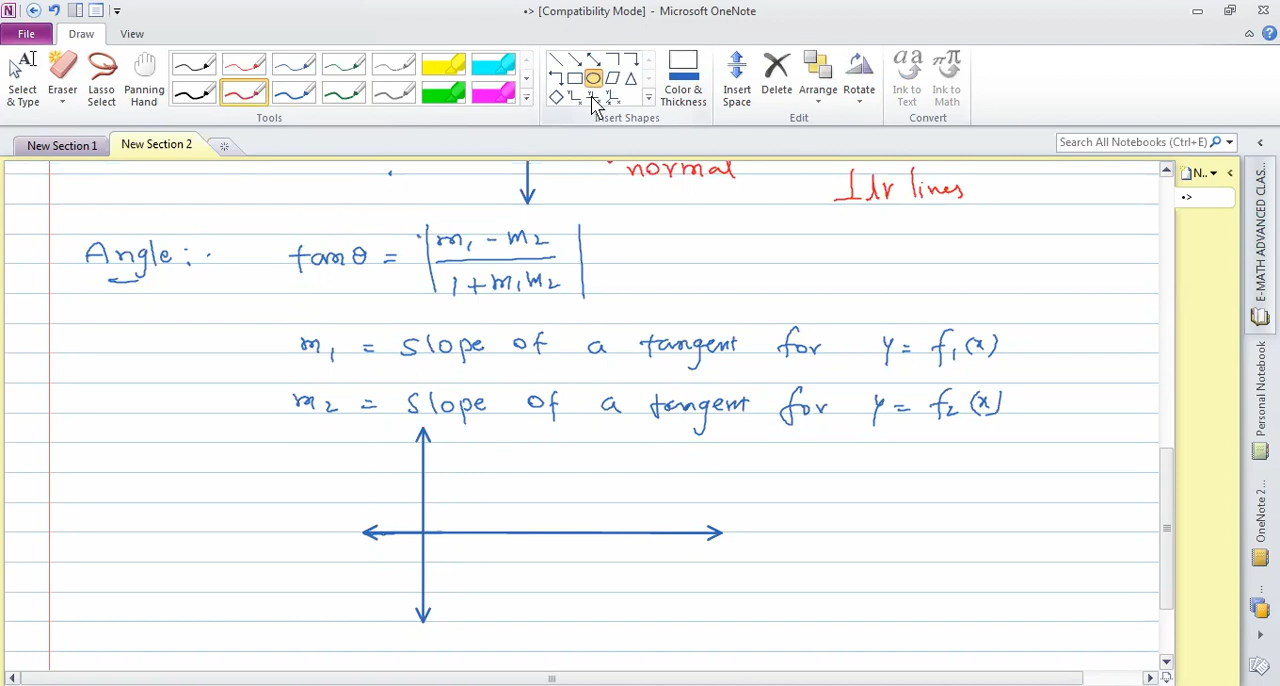 •> [Compatibility Mode] - Microsoft OneNote
File Draw View
Select & Type
Eraser
Lasso Select
Panning Hand
Color & Thickness
Insert Space
Delete
Arrange
Rotate
Ink to Text
Ink to Math
Tools
Insert Shapes
Edit
Convert
New Section 1
New Section 2
Search All Notebooks (Ctrl+E)
N..
•>
normal
⊥lr lines
Angle :
tanθ = |m₁ - m₂ / 1 + m₁m₂|
m₁ = slope of a tangent for y = f₁(x)
m₂ = slope of a tangent for y = f₂(x)
E-MATH ADVANCED CLAS...
Personal Notebook
OneNote 2...